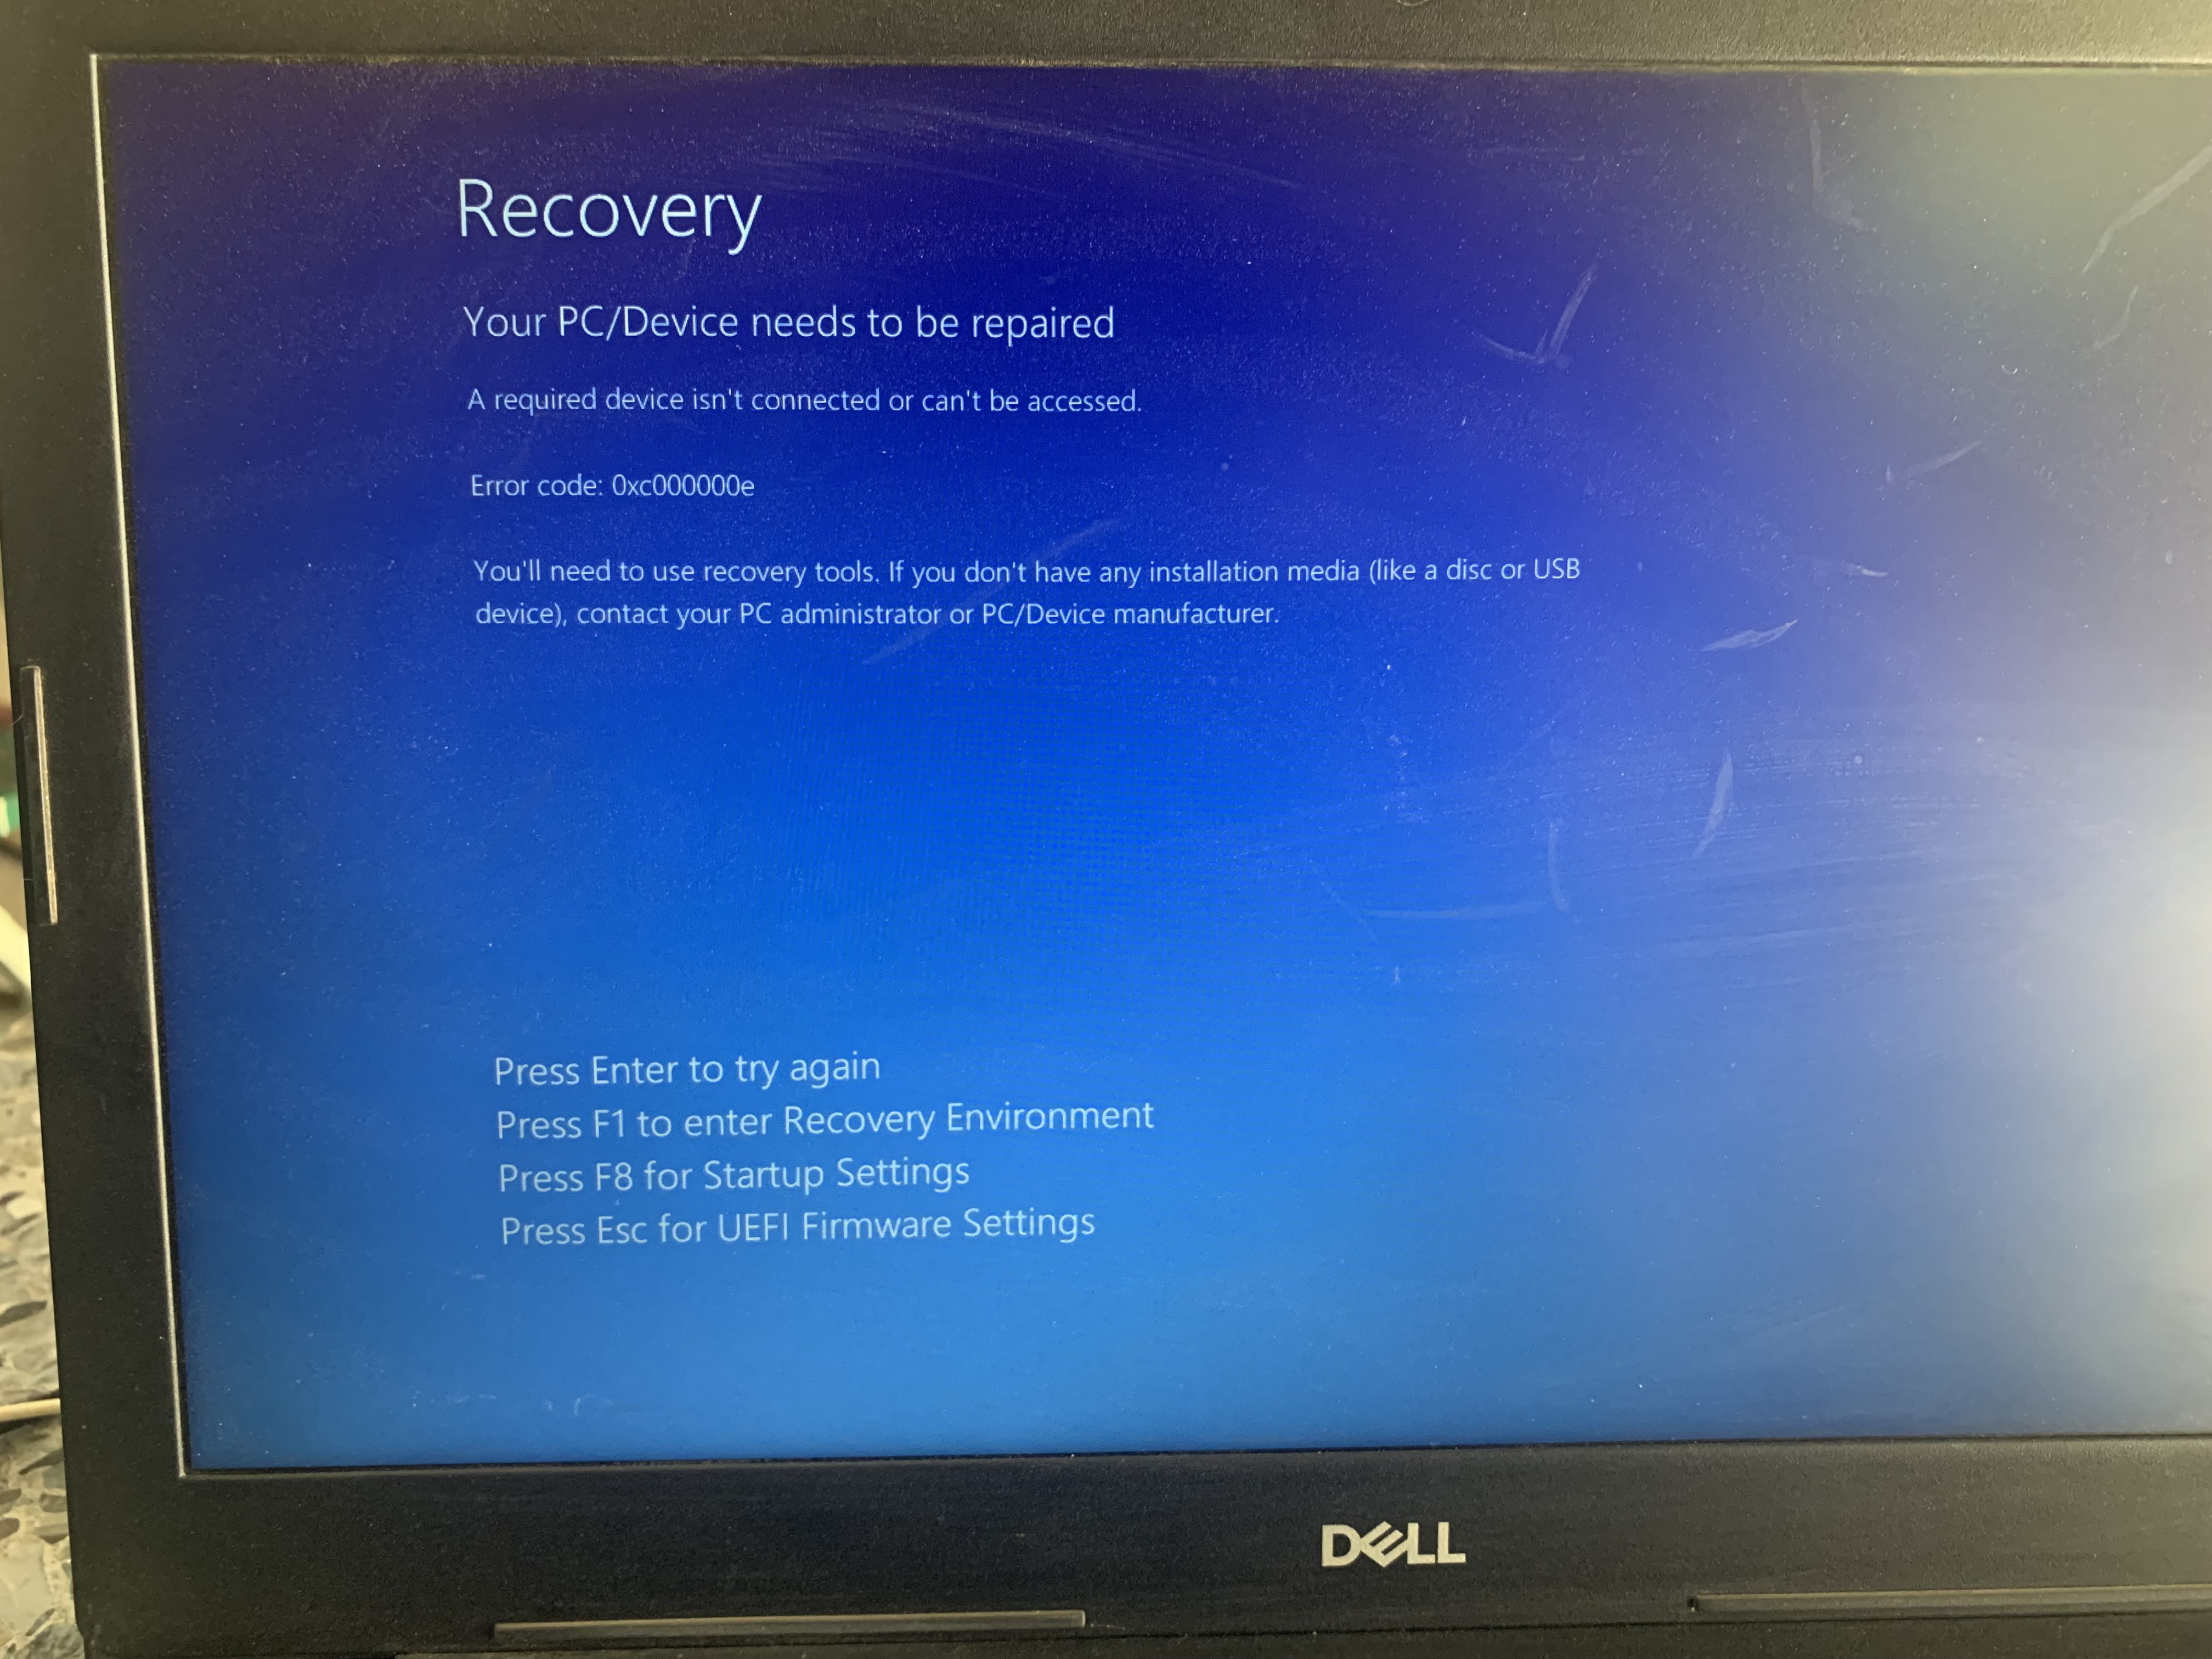 Recovery
Your PC/Device needs to be repaired
A required device isn't connected or can't be accessed.
Error code: 0xc000000e
You'll need to use recovery tools. If you don't have any installation media (like a disc or USB
device), contact your PC administrator or PC/Device manufacturer.
Press Enter to try again
Press F1 to enter Recovery Environment
Press F8 for Startup Settings
Press Esc for UEFI Firmware Settings
DELL